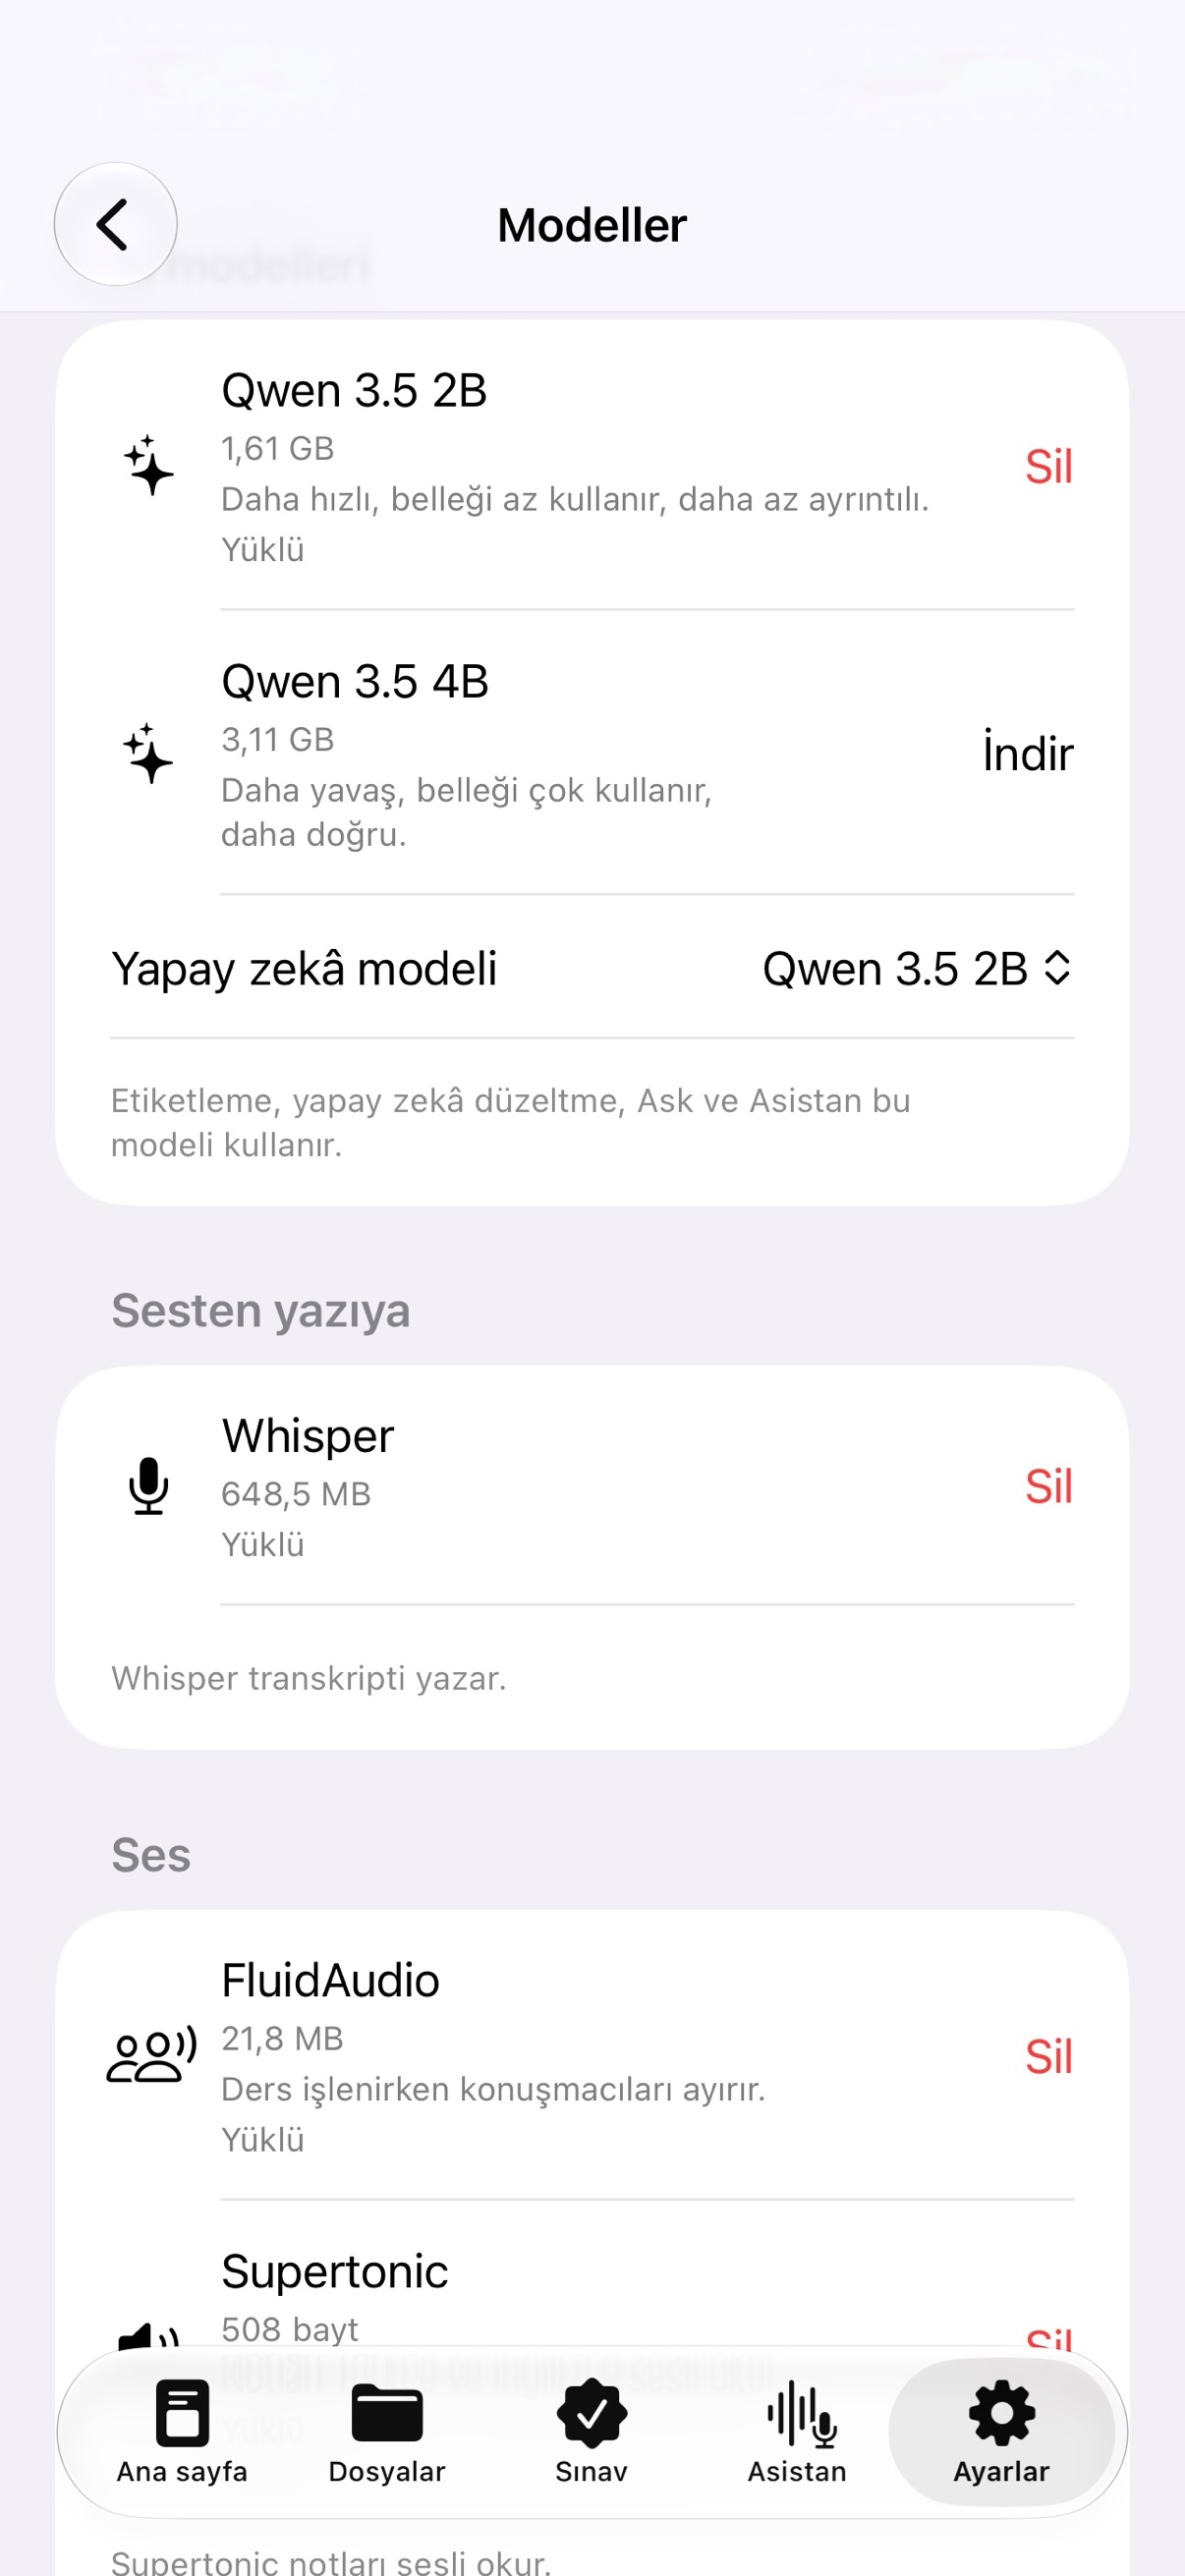 Modeller
modelleri
Qwen 3.5 2B
1,61 GB
Sil
Daha hızlı, belleği az kullanır, daha az ayrıntılı.
Yüklü
Qwen 3.5 4B
3,11 GB
İndir
Daha yavaş, belleği çok kullanır,
daha doğru.
Yapay zekâ modeli Qwen 3.5 2B
Etiketleme, yapay zekâ düzeltme, Ask ve Asistan bu
modeli kullanır.
Sesten yazıya
Whisper
648,5 MB
Sil
Yüklü
Whisper transkripti yazar.
Ses
FluidAudio
21,8 MB
Sil
Ders işlenirken konuşmacıları ayırır.
Yüklü
Supertonic
508 bayt
Sil
Yüklü
Ana sayfa Dosyalar Sınav Asistan Ayarlar
Supertonic notları sesli okur.